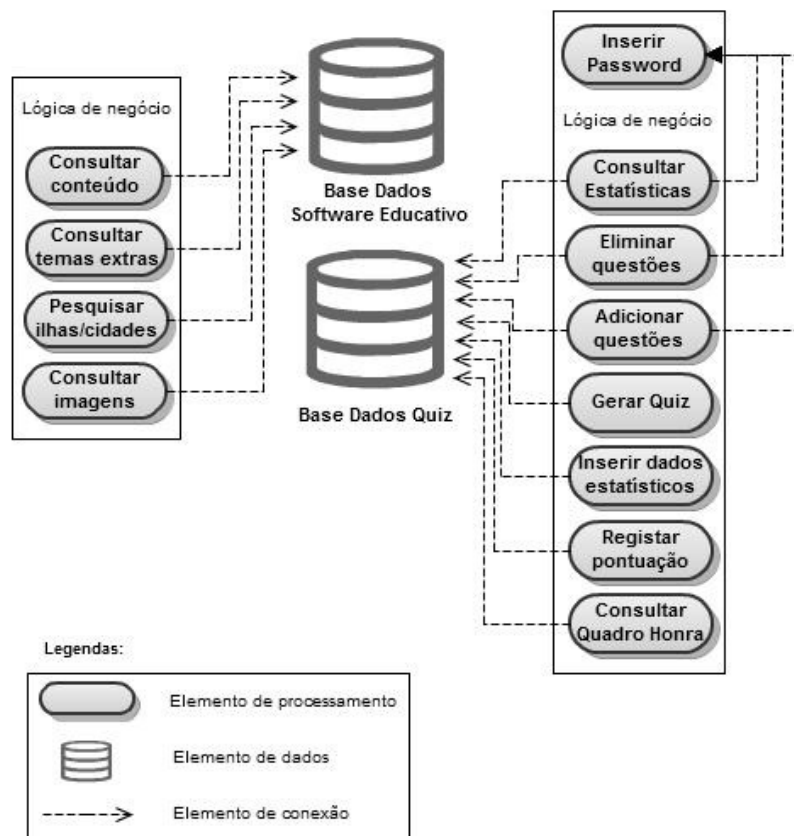 Lógica de negócio
Consultar
conteúdo
Consultar
temas extras
Pesquisar
ilhas/cidades
Consultar
imagens
Base Dados
Software Educativo
Base Dados Quiz
Inserir
Password
Lógica de negócio
Consultar
Estatísticas
Eliminar
questões
Adicionar
questões
Gerar Quiz
Inserir dados
estatísticos
Registar
pontuação
Consultar
Quadro Honra
Legendas:
Elemento de processamento
Elemento de dados
Elemento de conexão